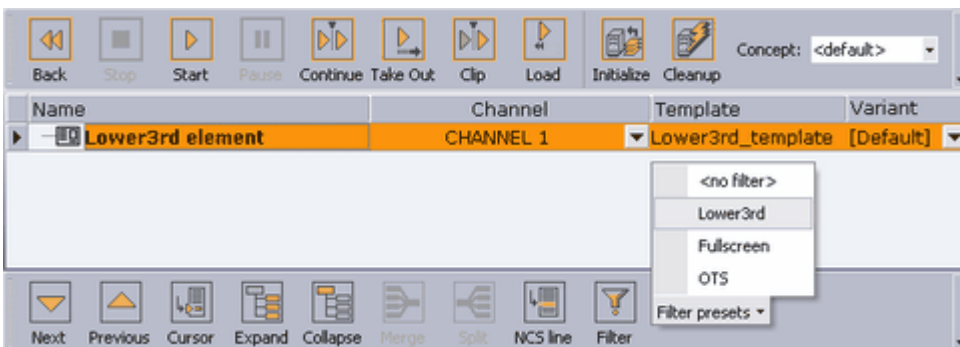 Back Stop Start Pause Continue Take Out Clip Load Initialize Cleanup Concept: <default>
Name Channel Template Variant
Lower3rd element CHANNEL 1 Lower3rd_template [Default]
<no filter>
Lower3rd
Fullscreen
OTS
Filter presets
Next Previous Cursor Expand Collapse Merge Split NCS line Filter